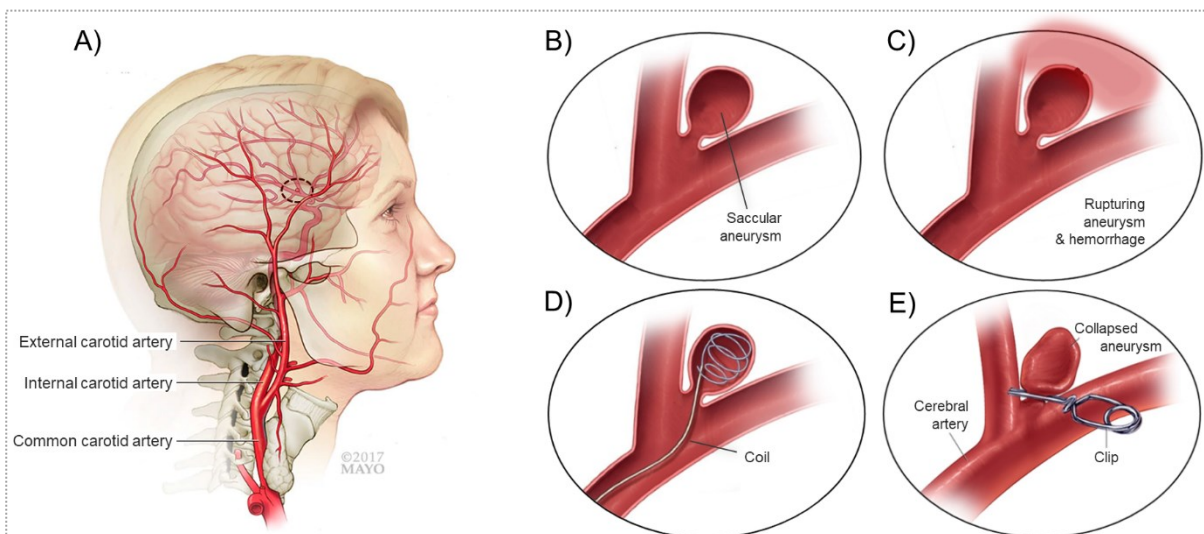 A)
External carotid artery
Internal carotid artery
Common carotid artery
©2017
MAYO
B)
Saccular
aneurysm
C)
Rupturing
aneurysm
& hemorrhage
D)
Coil
E)
Collapsed
aneurysm
Cerebral
artery
Clip